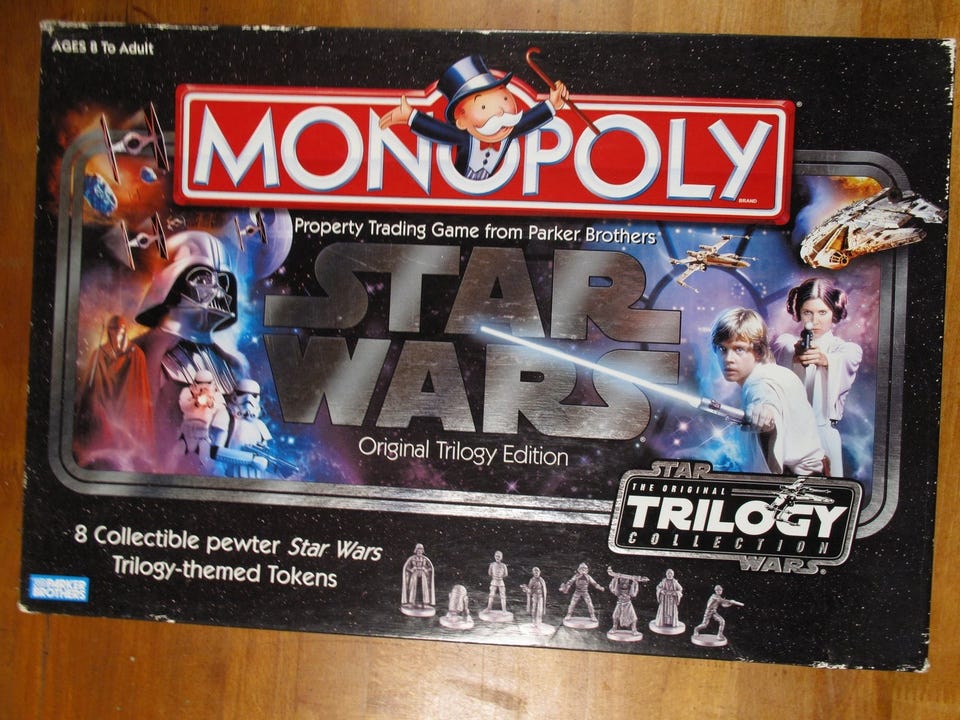 AGES 8 To Adult
MONOPOLY
BRAND
Property Trading Game from Parker Brothers
STAR
WARS
Original Trilogy Edition
STAR
THE ORIGINAL
TRILOGY
COLLECTION
WARS
8 Collectible pewter Star Wars
Trilogy-themed Tokens
PARKER
BROTHERS